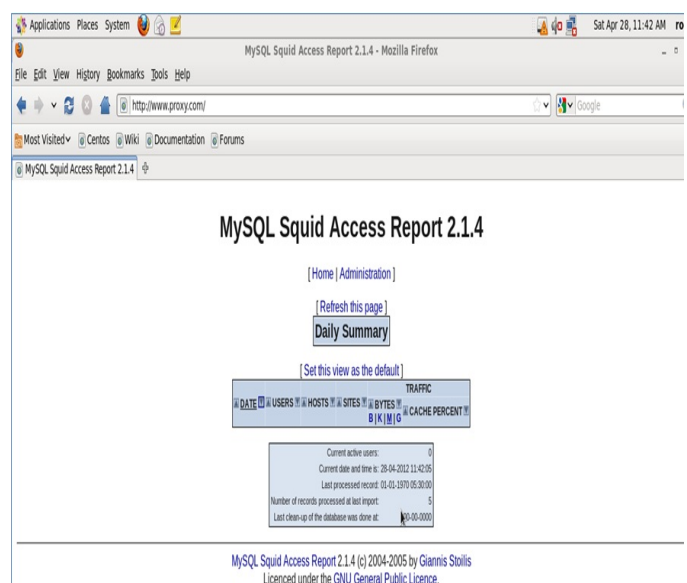 Applications Places System Sat Apr 28, 11:42 AM ro
MySQL Squid Access Report 2.1.4 - Mozilla Firefox
File Edit View History Bookmarks Tools Help
http://www.proxy.com/ Google
Most Visited Centos Wiki Documentation Forums
MySQL Squid Access Report 2.1.4
MySQL Squid Access Report 2.1.4
[ Home | Administration ]
[ Refresh this page ]
Daily Summary
[ Set this view as the default ]
TRAFFIC
DATE USERS HOSTS SITES BYTES CACHE PERCENT
B | K | M | G
Current active users: 0
Current date and time is: 28-04-2012 11:42:05
Last processed record: 01-01-1970 05:30:00
Number of records processed at last import: 5
Last clean-up of the database was done at:
MySQL Squid Access Report 2.1.4 (c) 2004-2005 by Giannis Stoilis
Licenced under the GNU General Public Licence.